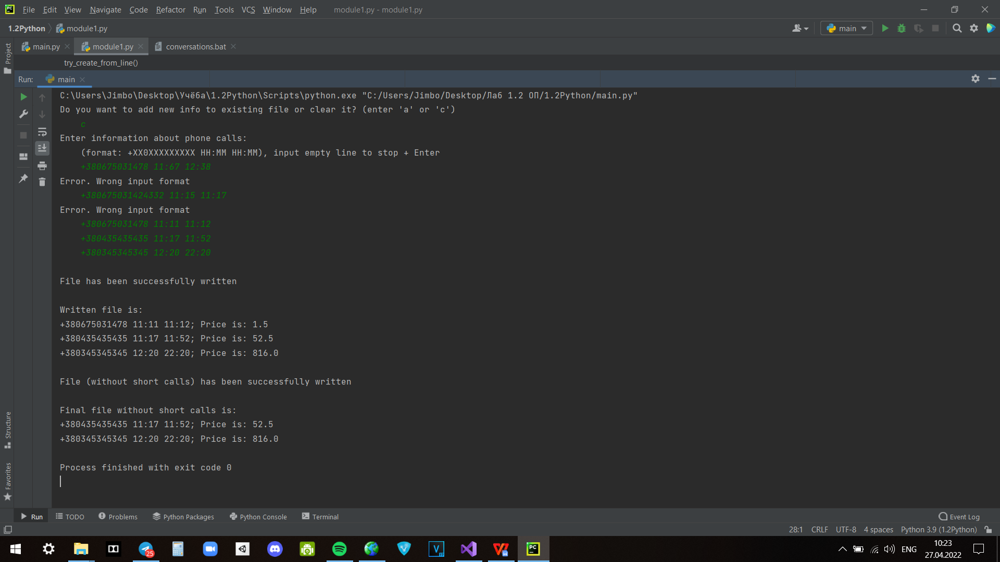 File Edit View Navigate Code Refactor Run Tools VCS Window Help module1.py - module1.py
1.2Python module1.py main
main.py module1.py conversations.bat
Project
try_create_from_line()
Run: main
C:\Users\Jimbo\Desktop\Учёба\1.2Python\Scripts\python.exe "C:/Users/Jimbo/Desktop/Лаб 1.2 ОП/1.2Python/main.py"
Do you want to add new info to existing file or clear it? (enter 'a' or 'c')
c
Enter information about phone calls:
(format: +XX0XXXXXXXXX HH:MM HH:MM), input empty line to stop + Enter
+380675031478 11:67 12:38
Error. Wrong input format
+380675031424332 11:15 11:17
Error. Wrong input format
+380675031478 11:11 11:12
+380435435435 11:17 11:52
+380345345345 12:20 22:20
File has been successfully written
Written file is:
+380675031478 11:11 11:12; Price is: 1.5
+380435435435 11:17 11:52; Price is: 52.5
+380345345345 12:20 22:20; Price is: 816.0
File (without short calls) has been successfully written
Final file without short calls is:
+380435435435 11:17 11:52; Price is: 52.5
+380345345345 12:20 22:20; Price is: 816.0
Process finished with exit code 0
Structure
Favorites
Run TODO Problems Python Packages Python Console Terminal Event Log
28:1 CRLF UTF-8 4 spaces Python 3.9 (1.2Python)
25
PC
ENG
10:23
27.04.2022